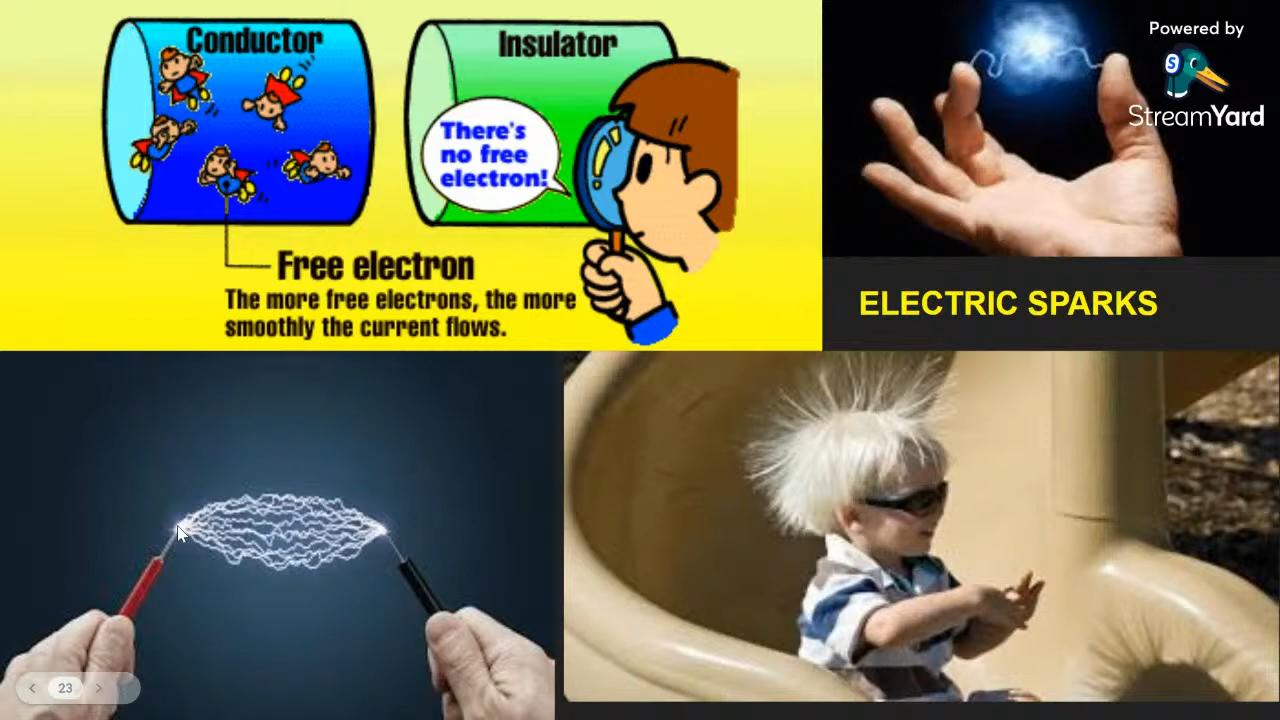 Conductor
Insulator
There's
no free
electron!
Free electron
The more free electrons, the more
smoothly the current flows.
Powered by
S
StreamYard
ELECTRIC SPARKS
23